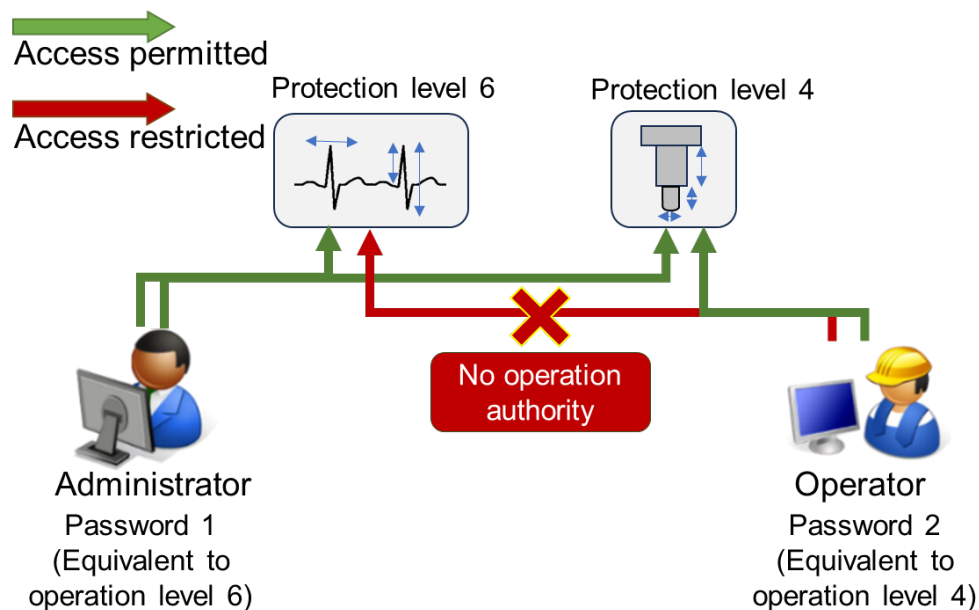 Access permitted
Access restricted
Protection level 6
Protection level 4
No operation
authority
Administrator
Password 1
(Equivalent to
operation level 6)
Operator
Password 2
(Equivalent to
operation level 4)